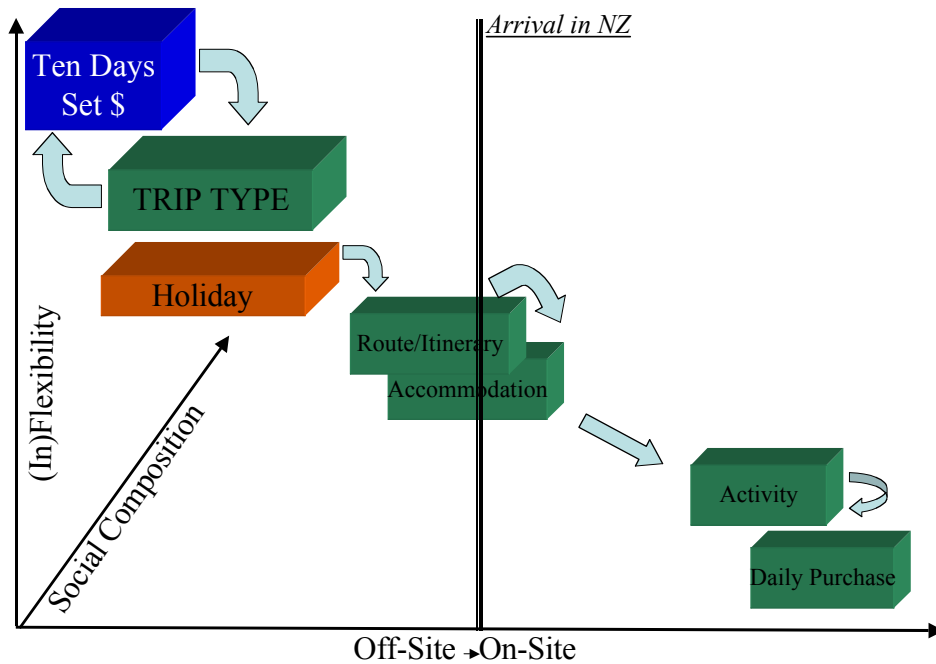 Arrival in NZ
Ten Days
Set $
TRIP TYPE
Holiday
Route/Itinerary
Accommodation
(In)Flexibility
Social Composition
Activity
Daily Purchase
Off-Site
On-Site